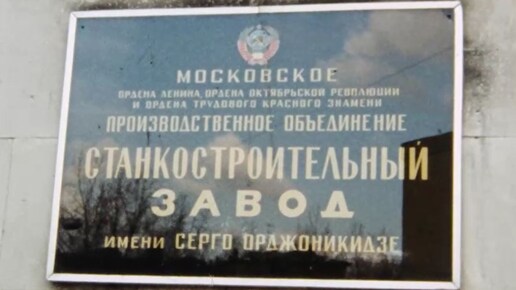 МОСКОВСКОЕ
ОРДЕНА ЛЕНИНА, ОРДЕНА ОКТЯБРЬСКОЙ РЕВОЛЮЦИИ
И ОРДЕНА ТРУДОВОГО КРАСНОГО ЗНАМЕНИ
ПРОИЗВОДСТВЕННОЕ ОБЪЕДИНЕНИЕ
СТАНКОСТРОИТЕЛЬНЫЙ
ЗАВОД
ИМЕНИ СЕРГО ОРДЖОНИКИДЗЕ